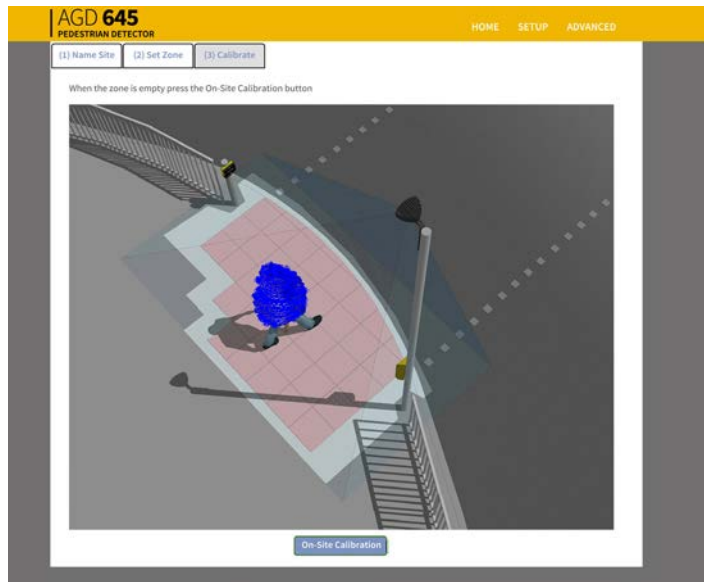 AGD 645
PEDESTRIAN DETECTOR
HOME SETUP ADVANCED
(1) Name Site (2) Set Zone (3) Calibrate
When the zone is empty press the On-Site Calibration button
On-Site Calibration